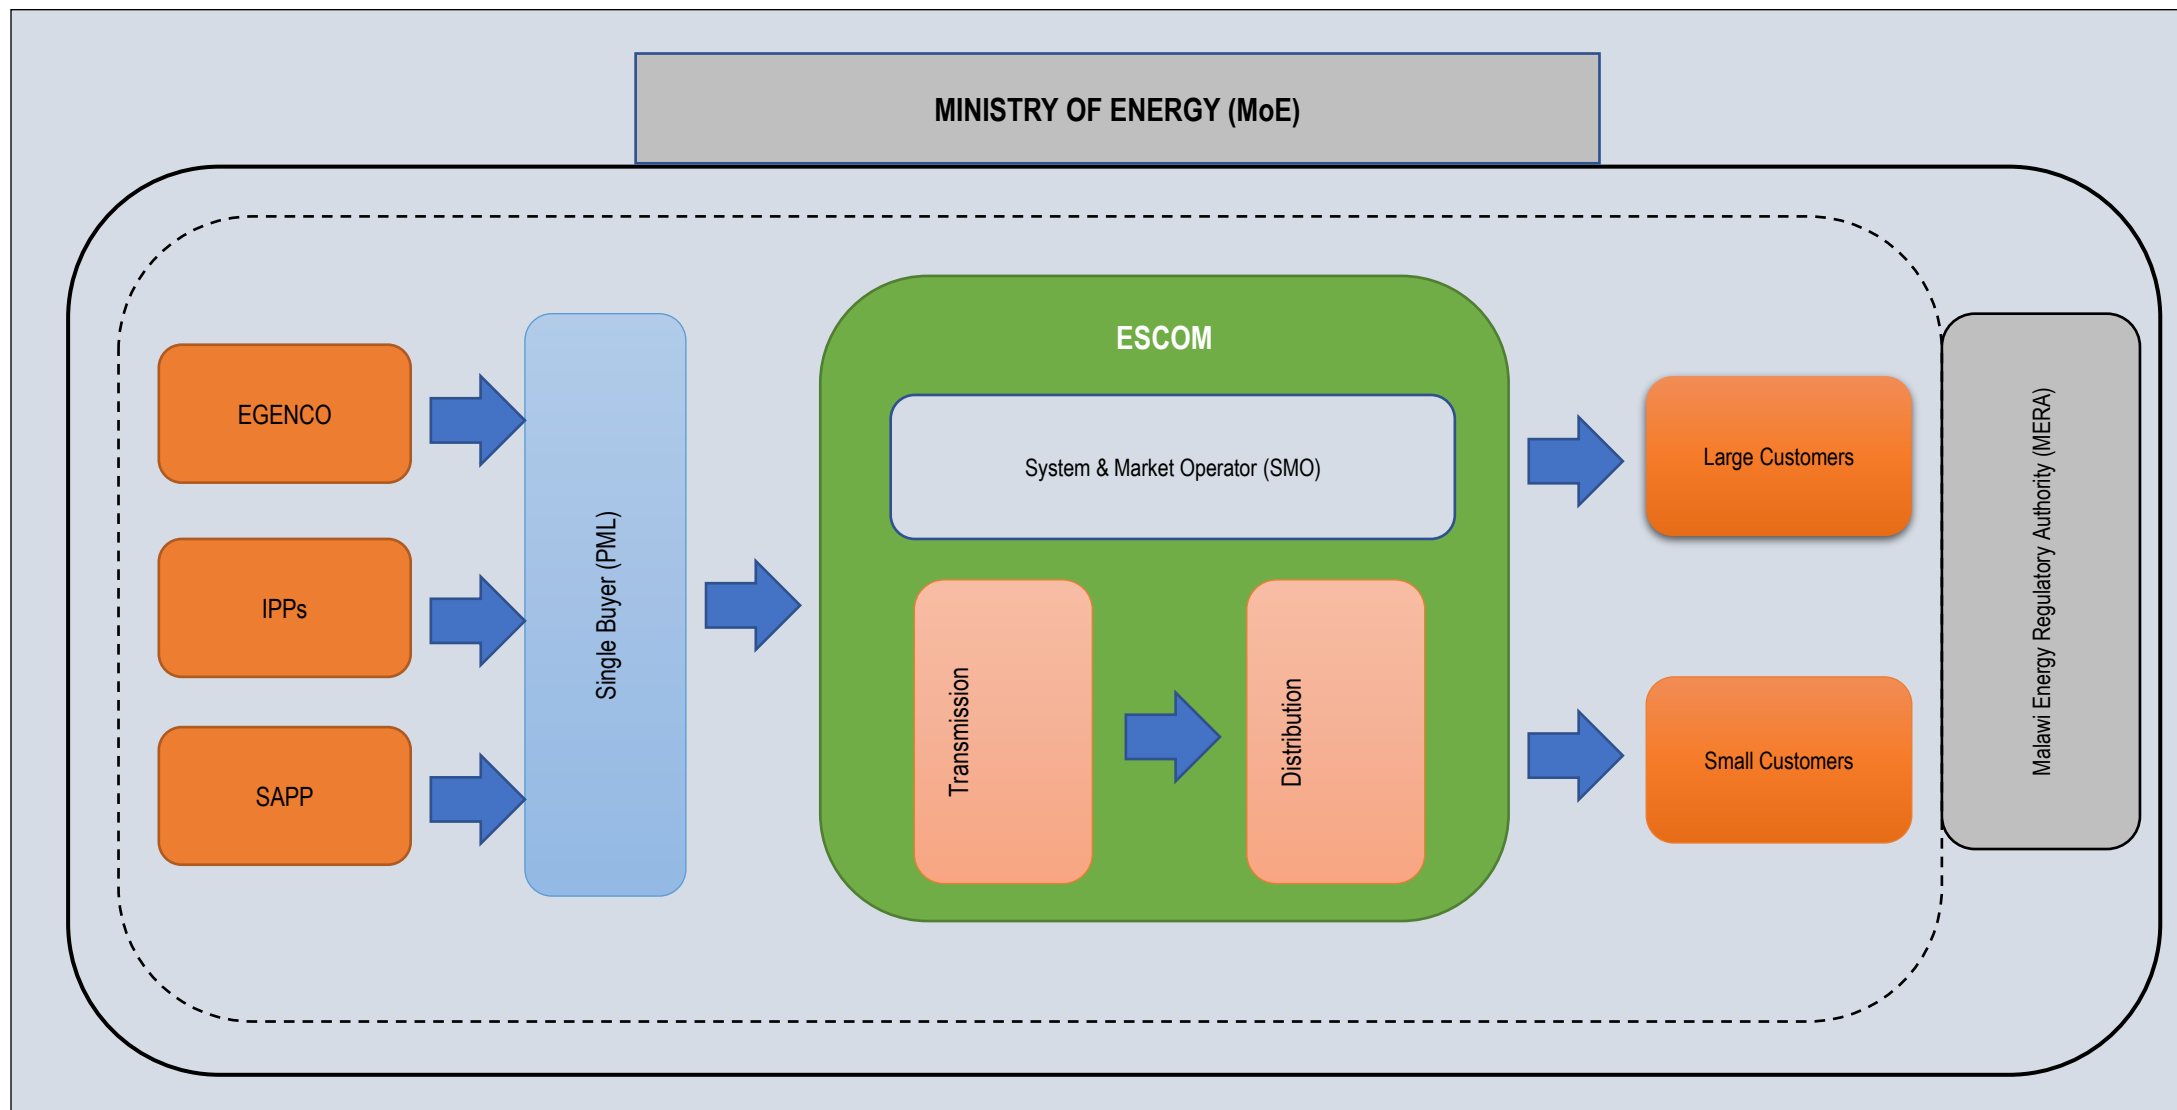 MINISTRY OF ENERGY (MoE)
EGENCO
IPPs
SAPP
Single Buyer (PML)
ESCOM
System & Market Operator (SMO)
Transmission
Distribution
Large Customers
Small Customers
Malawi Energy Regulatory Authority (MERA)